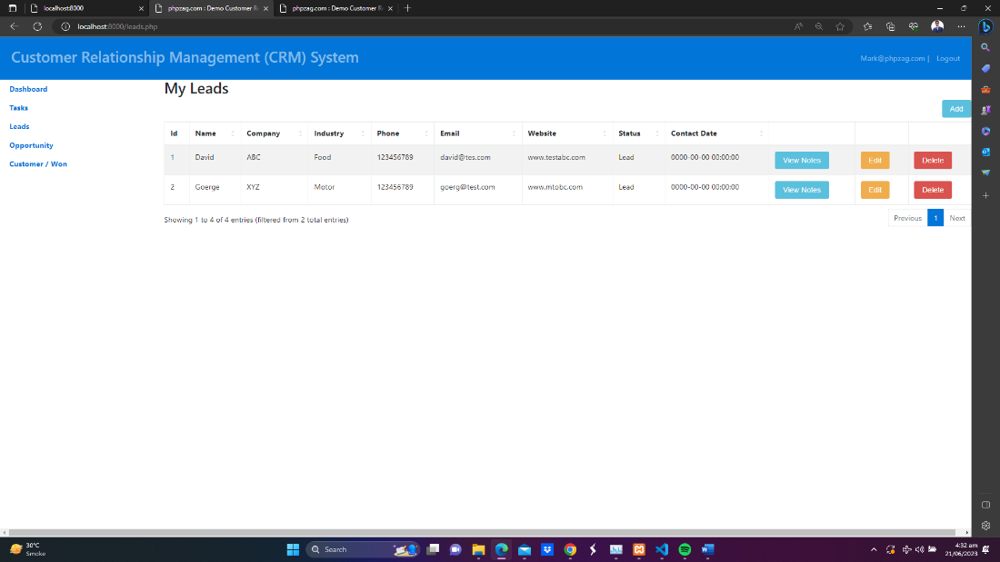 localhost:8000
phpzag.com : Demo Customer R
phpzag.com : Demo Customer R
localhost:8000/leads.php
Customer Relationship Management (CRM) System
Mark@phpzag.com | Logout
Dashboard
Tasks
Leads
Opportunity
Customer / Won
My Leads
Add
Id Name Company Industry Phone Email Website Status Contact Date
1 David ABC Food 123456789 david@tes.com www.testabc.com Lead 0000-00-00 00:00:00 View Notes Edit Delete
2 Goerge XYZ Motor 123456789 goerg@test.com www.mtobc.com Lead 0000-00-00 00:00:00 View Notes Edit Delete
Showing 1 to 4 of 4 entries (filtered from 2 total entries)
Previous 1 Next
30°C
Smoke
Search
4:32 am
21/06/2023